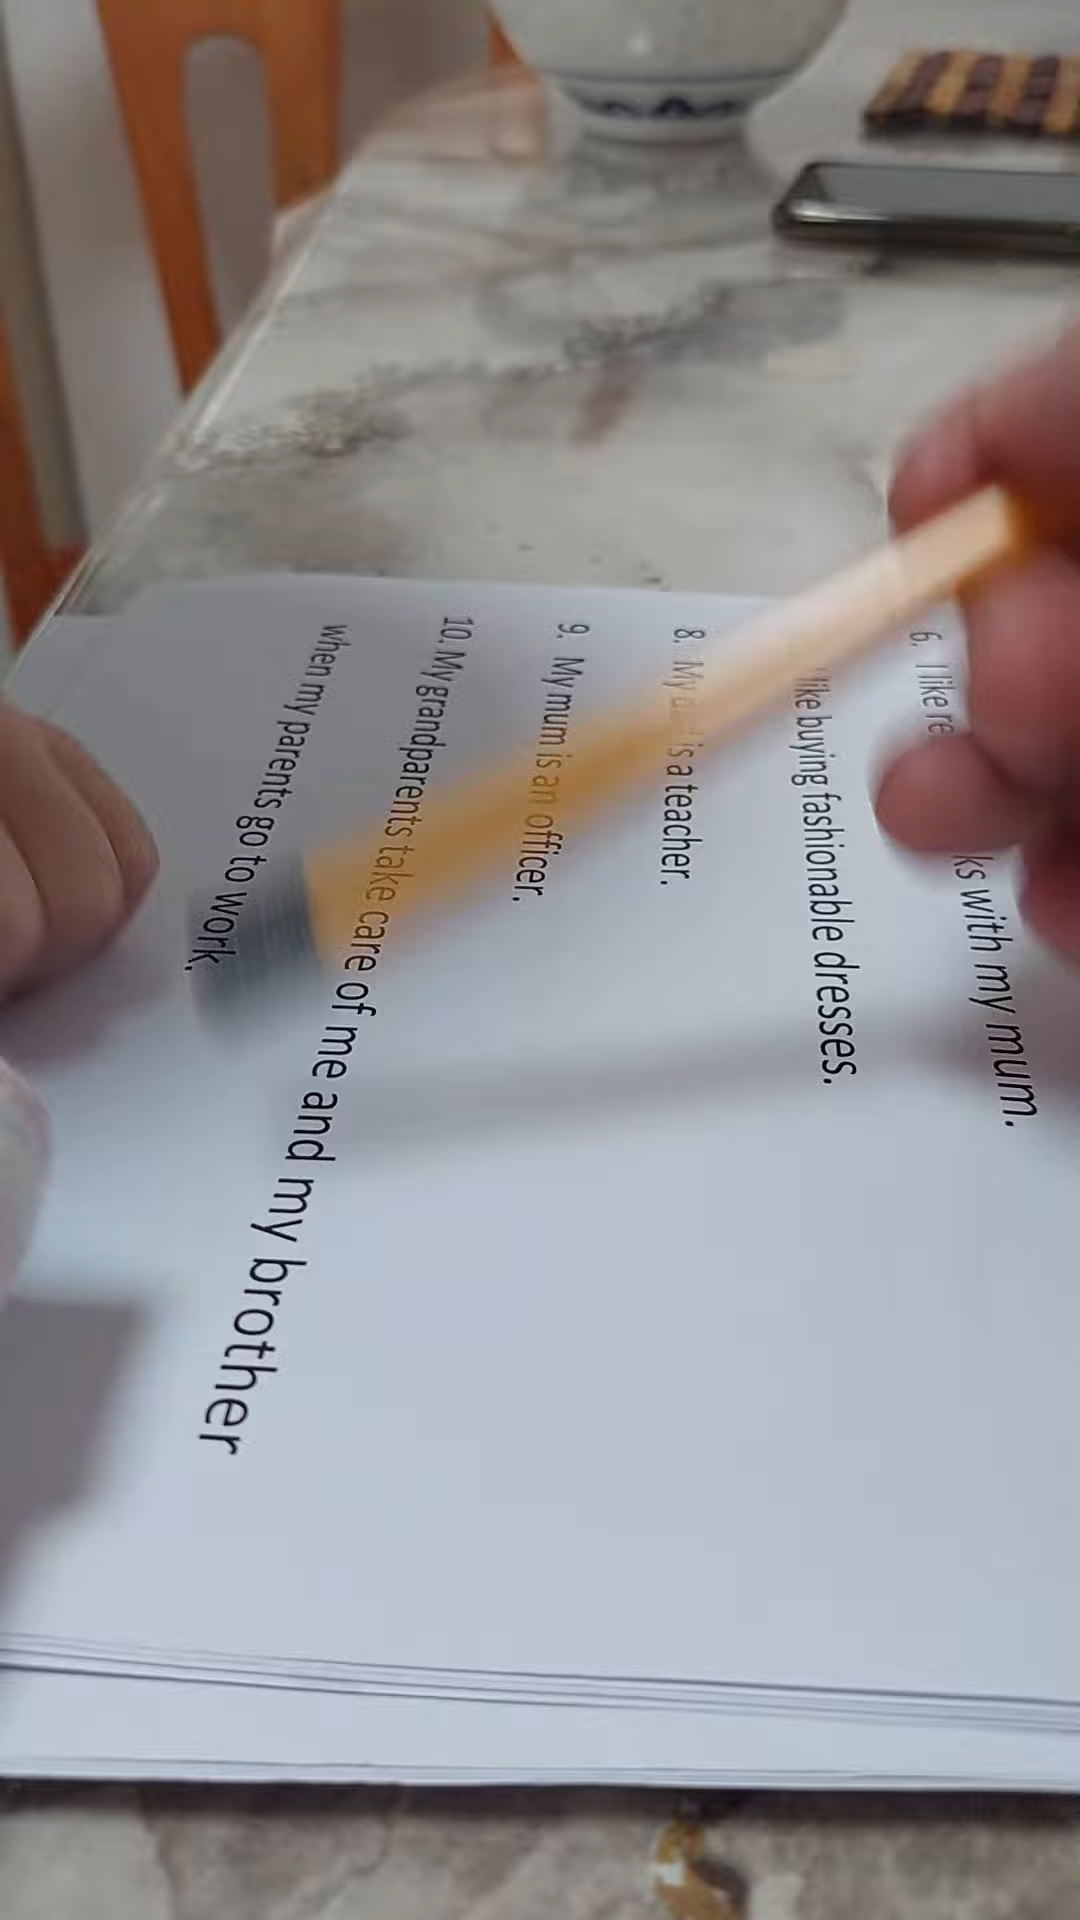 6. I like re ks with my mum.
like buying fashionable dresses.
8. My is a teacher.
9. My mum is an officer.
10. My grandparents take care of me and my brother
when my parents go to work.